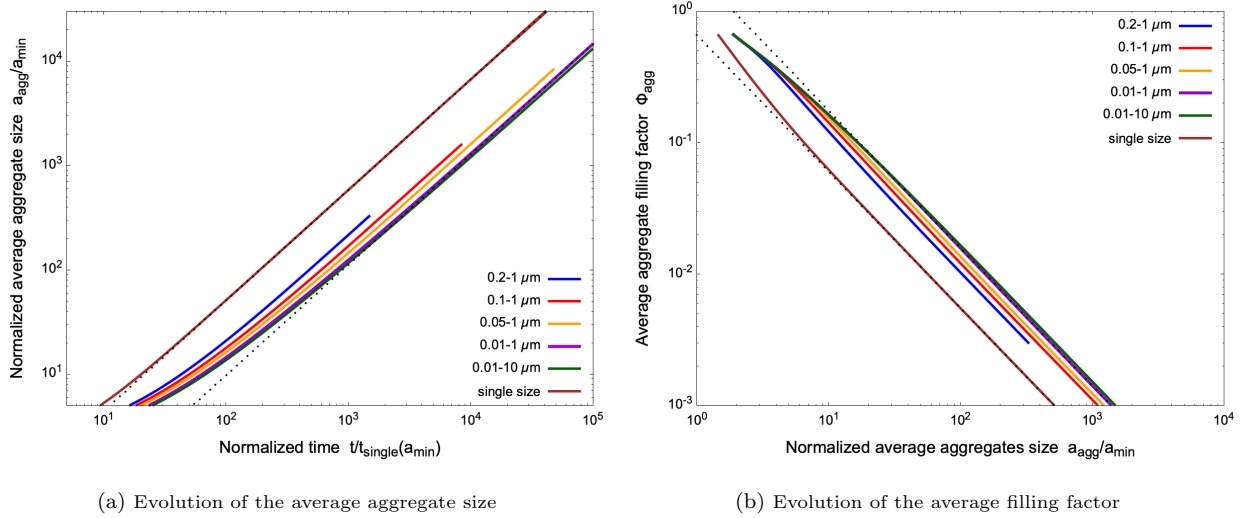 Normalized average aggregate size a_agg/a_min
10^4
10^3
10^2
10^1
0.2-1 µm
0.1-1 µm
0.05-1 µm
0.01-1 µm
0.01-10 µm
single size
10^1 10^2 10^3 10^4 10^5
Normalized time t/t_single(a_min)
(a) Evolution of the average aggregate size
Average aggregate filling factor Φ_agg
10^0
10^-1
10^-2
10^-3
0.2-1 µm
0.1-1 µm
0.05-1 µm
0.01-1 µm
0.01-10 µm
single size
10^0 10^1 10^2 10^3 10^4
Normalized average aggregates size a_agg/a_min
(b) Evolution of the average filling factor